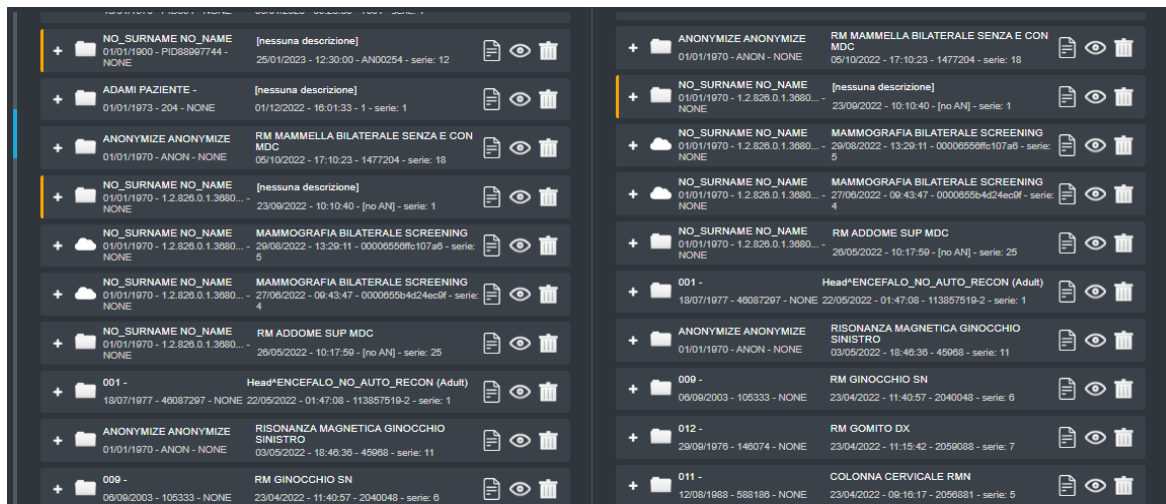 NO_SURNAME NO_NAME
[nessuna descrizione]
01/01/1900 - PID88997744 -
NONE
25/01/2023 - 12:30:00 - AN00254 - serie: 12
ADAMI PAZIENTE -
[nessuna descrizione]
01/01/1973 - 204 - NONE
01/12/2022 - 16:01:33 - 1 - serie: 1
ANONYMIZE ANONYMIZE
RM MAMMELLA BILATERALE SENZA E CON
MDC
01/01/1970 - ANON - NONE
05/10/2022 - 17:10:23 - 1477204 - serie: 18
NO_SURNAME NO_NAME
[nessuna descrizione]
01/01/1970 - 1.2.826.0.1.3680... -
NONE
23/09/2022 - 10:10:40 - [no AN] - serie: 1
NO_SURNAME NO_NAME
MAMMOGRAFIA BILATERALE SCREENING
01/01/1970 - 1.2.826.0.1.3680... -
NONE
29/08/2022 - 13:29:11 - 00006556ffc107a6 - serie:
5
NO_SURNAME NO_NAME
MAMMOGRAFIA BILATERALE SCREENING
01/01/1970 - 1.2.826.0.1.3680... -
NONE
27/06/2022 - 09:43:47 - 0000655b4d24ec9f - serie:
4
NO_SURNAME NO_NAME
RM ADDOME SUP MDC
01/01/1970 - 1.2.826.0.1.3680... -
NONE
26/05/2022 - 10:17:59 - [no AN] - serie: 25
001 -
Head^ENCEFALO_NO_AUTO_RECON (Adult)
18/07/1977 - 46087297 - NONE
22/05/2022 - 01:47:08 - 113857519-2 - serie: 1
ANONYMIZE ANONYMIZE
RISONANZA MAGNETICA GINOCCHIO
SINISTRO
01/01/1970 - ANON - NONE
03/05/2022 - 18:46:36 - 45968 - serie: 11
009 -
RM GINOCCHIO SN
06/09/2003 - 105333 - NONE
23/04/2022 - 11:40:57 - 2040048 - serie: 6
ANONYMIZE ANONYMIZE
RM MAMMELLA BILATERALE SENZA E CON
MDC
01/01/1970 - ANON - NONE
05/10/2022 - 17:10:23 - 1477204 - serie: 18
NO_SURNAME NO_NAME
[nessuna descrizione]
01/01/1970 - 1.2.826.0.1.3680... -
NONE
23/09/2022 - 10:10:40 - [no AN] - serie: 1
NO_SURNAME NO_NAME
MAMMOGRAFIA BILATERALE SCREENING
01/01/1970 - 1.2.826.0.1.3680... -
NONE
29/08/2022 - 13:29:11 - 00006556ffc107a6 - serie:
5
NO_SURNAME NO_NAME
MAMMOGRAFIA BILATERALE SCREENING
01/01/1970 - 1.2.826.0.1.3680... -
NONE
27/06/2022 - 09:43:47 - 0000655b4d24ec9f - serie:
4
NO_SURNAME NO_NAME
RM ADDOME SUP MDC
01/01/1970 - 1.2.826.0.1.3680... -
NONE
26/05/2022 - 10:17:59 - [no AN] - serie: 25
001 -
Head^ENCEFALO_NO_AUTO_RECON (Adult)
18/07/1977 - 46087297 - NONE
22/05/2022 - 01:47:08 - 113857519-2 - serie: 1
ANONYMIZE ANONYMIZE
RISONANZA MAGNETICA GINOCCHIO
SINISTRO
01/01/1970 - ANON - NONE
03/05/2022 - 18:46:36 - 45968 - serie: 11
009 -
RM GINOCCHIO SN
06/09/2003 - 105333 - NONE
23/04/2022 - 11:40:57 - 2040048 - serie: 6
012 -
RM GOMITO DX
29/09/1976 - 146074 - NONE
23/04/2022 - 11:15:42 - 2059088 - serie: 7
011 -
COLONNA CERVICALE RMN
12/08/1988 - 588186 - NONE
23/04/2022 - 09:16:17 - 2056881 - serie: 5